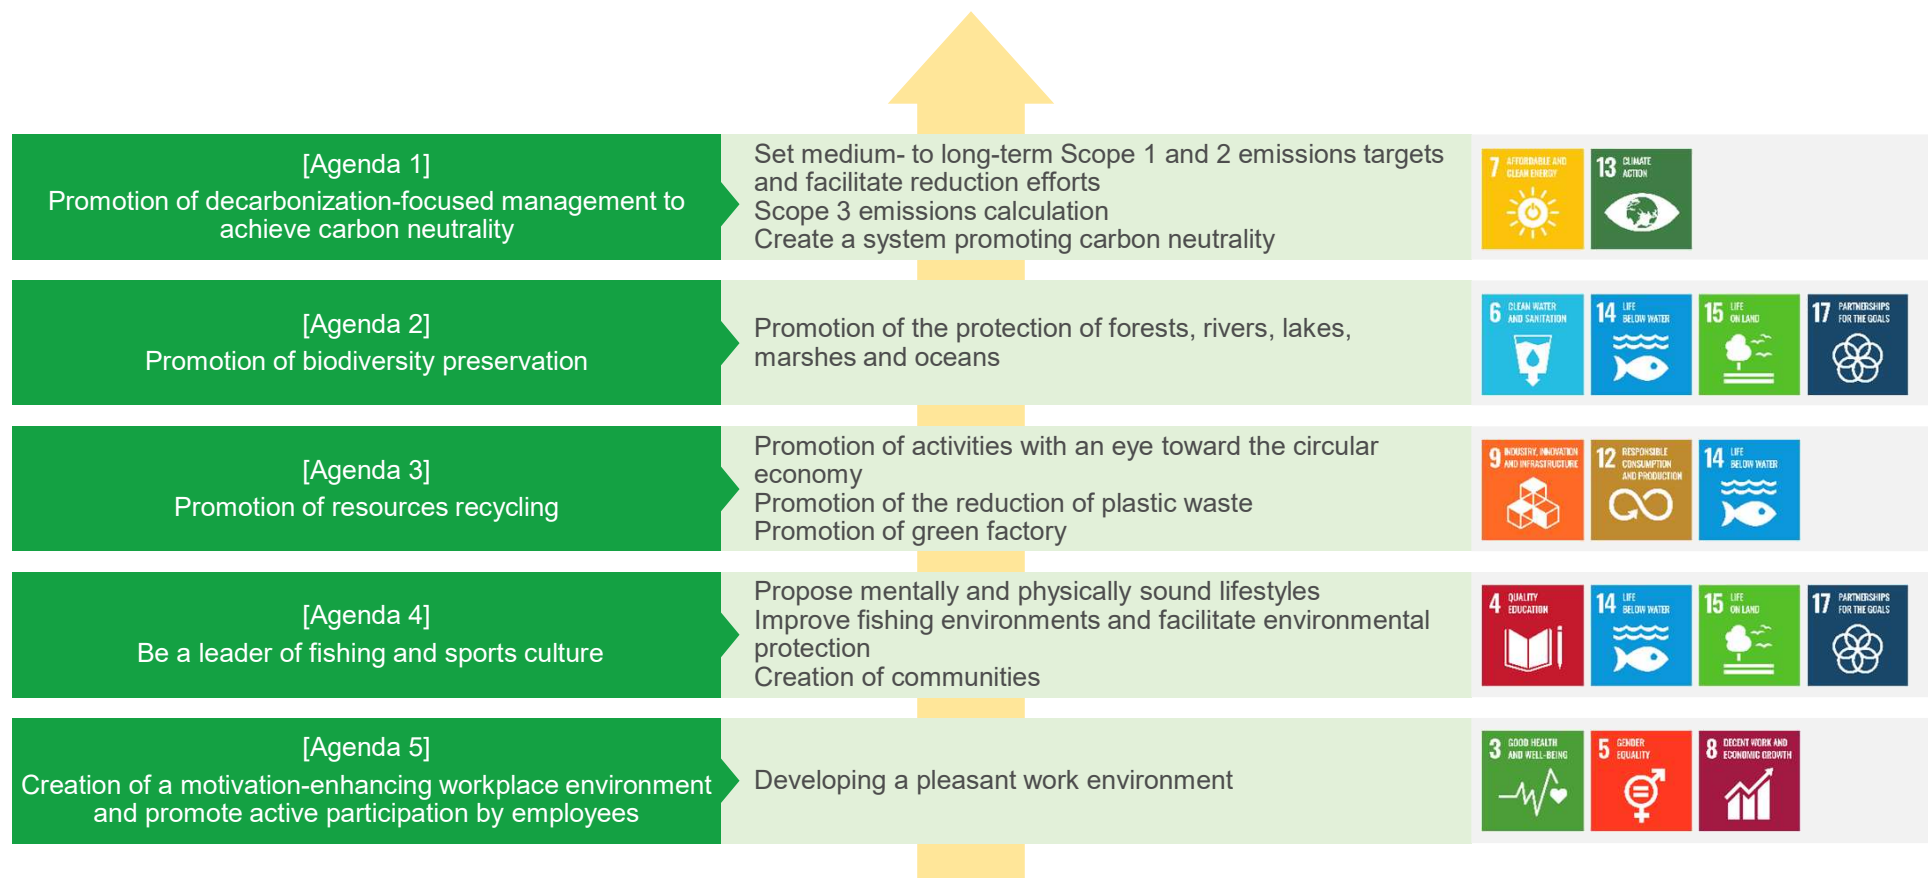 [Agenda 1]
Promotion of decarbonization-focused management to
achieve carbon neutrality
Set medium- to long-term Scope 1 and 2 emissions targets
and facilitate reduction efforts
Scope 3 emissions calculation
Create a system promoting carbon neutrality
7 AFFORDABLE AND
CLEAN ENERGY
13 CLIMATE
ACTION
[Agenda 2]
Promotion of biodiversity preservation
Promotion of the protection of forests, rivers, lakes,
marshes and oceans
6 CLEAN WATER
AND SANITATION
14 LIFE
BELOW WATER
15 LIFE
ON LAND
17 PARTNERSHIPS
FOR THE GOALS
[Agenda 3]
Promotion of resources recycling
Promotion of activities with an eye toward the circular
economy
Promotion of the reduction of plastic waste
Promotion of green factory
9 INDUSTRY, INNOVATION
AND INFRASTRUCTURE
12 RESPONSIBLE
CONSUMPTION
AND PRODUCTION
14 LIFE
BELOW WATER
[Agenda 4]
Be a leader of fishing and sports culture
Propose mentally and physically sound lifestyles
Improve fishing environments and facilitate environmental
protection
Creation of communities
4 QUALITY
EDUCATION
14 LIFE
BELOW WATER
15 LIFE
ON LAND
17 PARTNERSHIPS
FOR THE GOALS
[Agenda 5]
Creation of a motivation-enhancing workplace environment
and promote active participation by employees
Developing a pleasant work environment
3 GOOD HEALTH
AND WELL-BEING
5 GENDER
EQUALITY
8 DECENT WORK AND
ECONOMIC GROWTH